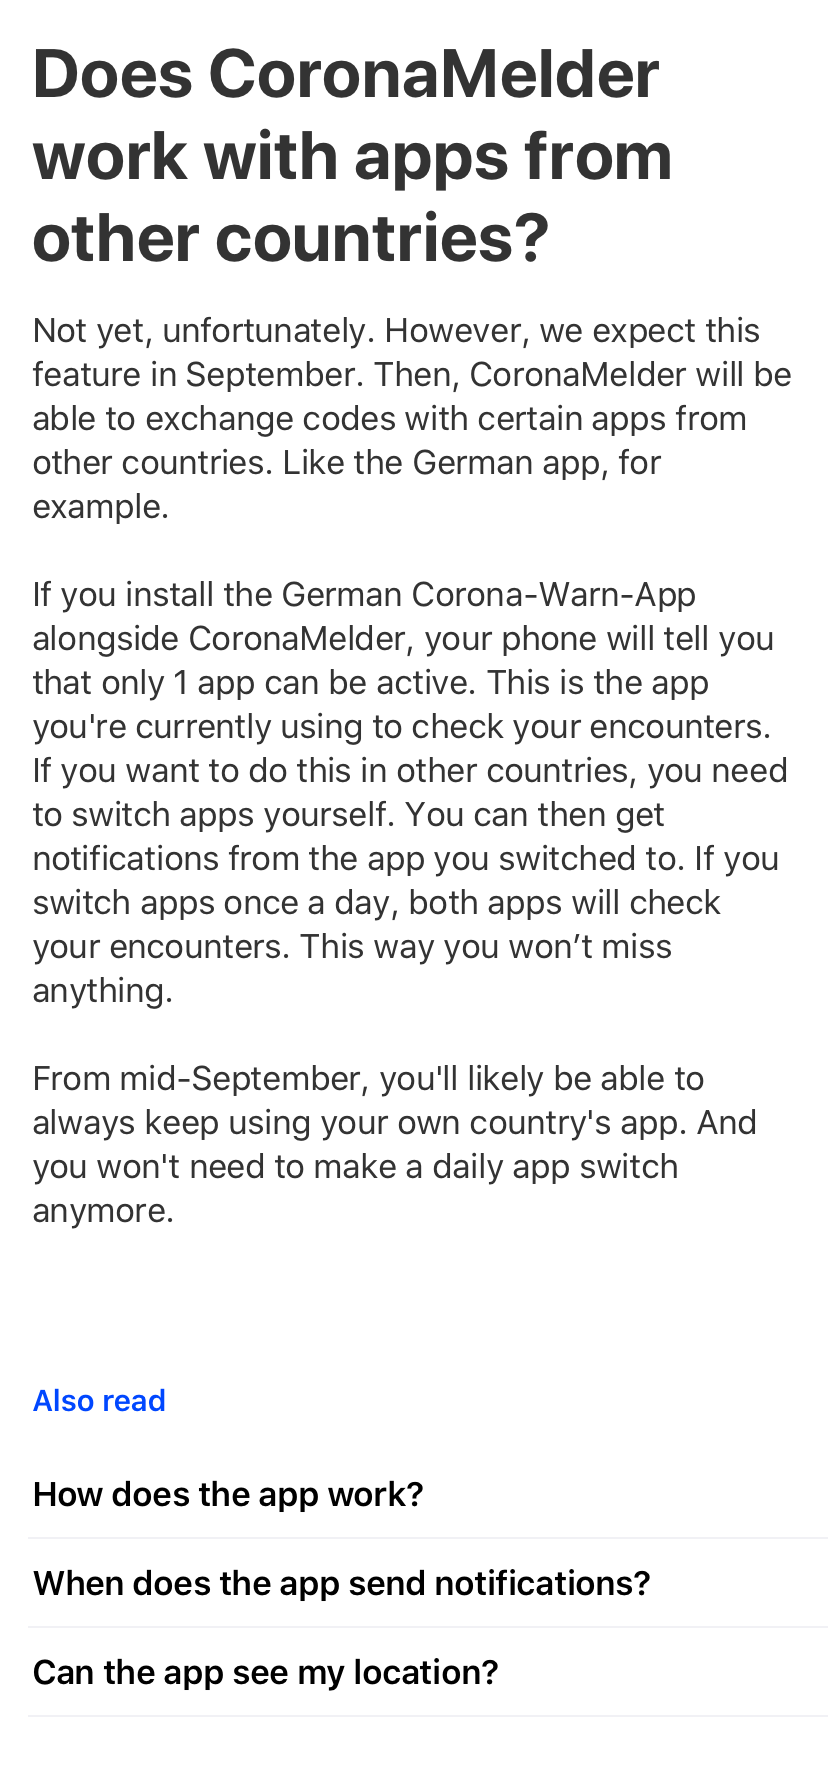 Does CoronaMelder
work with apps from
other countries?
Not yet, unfortunately. However, we expect this
feature in September. Then, CoronaMelder will be
able to exchange codes with certain apps from
other countries. Like the German app, for
example.
If you install the German Corona-Warn-App
alongside CoronaMelder, your phone will tell you
that only 1 app can be active. This is the app
you're currently using to check your encounters.
If you want to do this in other countries, you need
to switch apps yourself. You can then get
notifications from the app you switched to. If you
switch apps once a day, both apps will check
your encounters. This way you won’t miss
anything.
From mid-September, you'll likely be able to
always keep using your own country's app. And
you won't need to make a daily app switch
anymore.
Also read
How does the app work?
When does the app send notifications?
Can the app see my location?